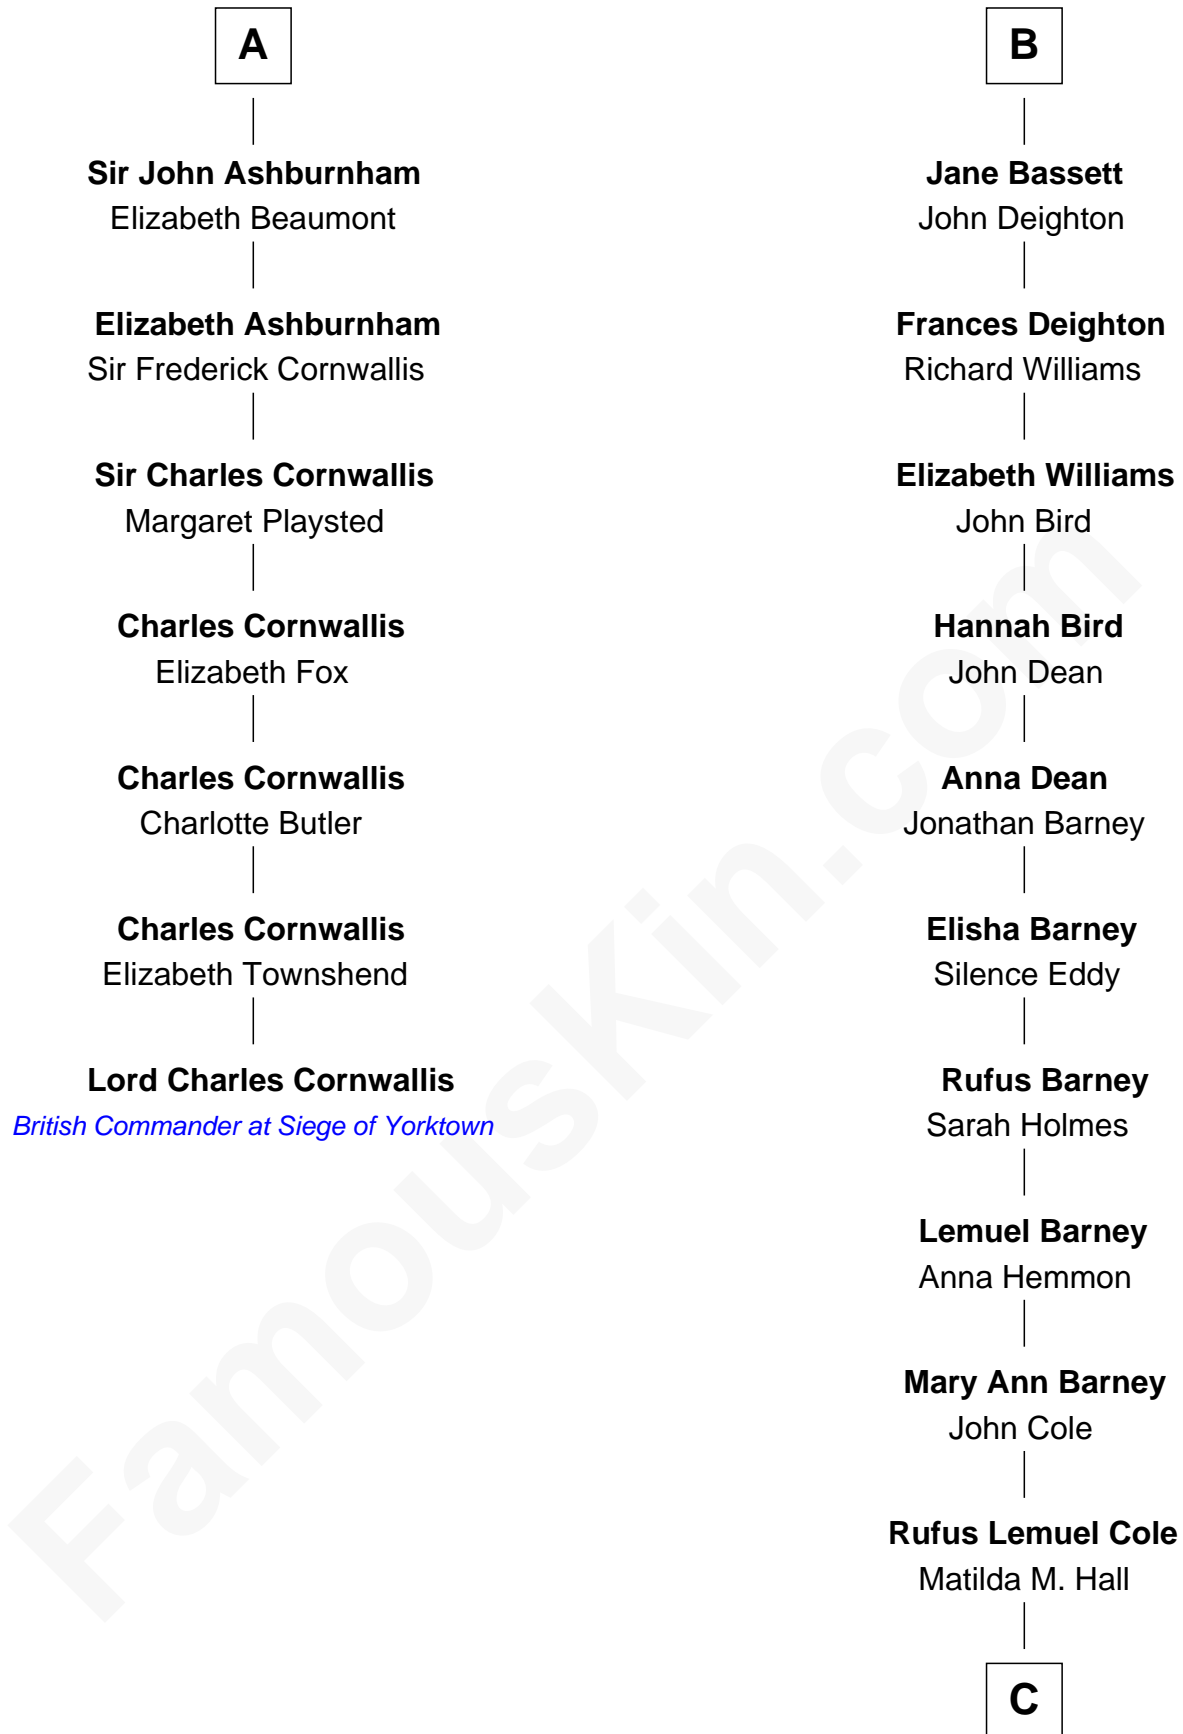 A
Sir John Ashburnham
Elizabeth Beaumont
Elizabeth Ashburnham
Sir Frederick Cornwallis
Sir Charles Cornwallis
Margaret Playsted
Charles Cornwallis
Elizabeth Fox
Charles Cornwallis
Charlotte Butler
Charles Cornwallis
Elizabeth Townshend
Lord Charles Cornwallis
British Commander at Siege of Yorktown
B
Jane Bassett
John Deighton
Frances Deighton
Richard Williams
Elizabeth Williams
John Bird
Hannah Bird
John Dean
Anna Dean
Jonathan Barney
Elisha Barney
Silence Eddy
Rufus Barney
Sarah Holmes
Lemuel Barney
Anna Hemmon
Mary Ann Barney
John Cole
Rufus Lemuel Cole
Matilda M. Hall
C
FamousKin.com